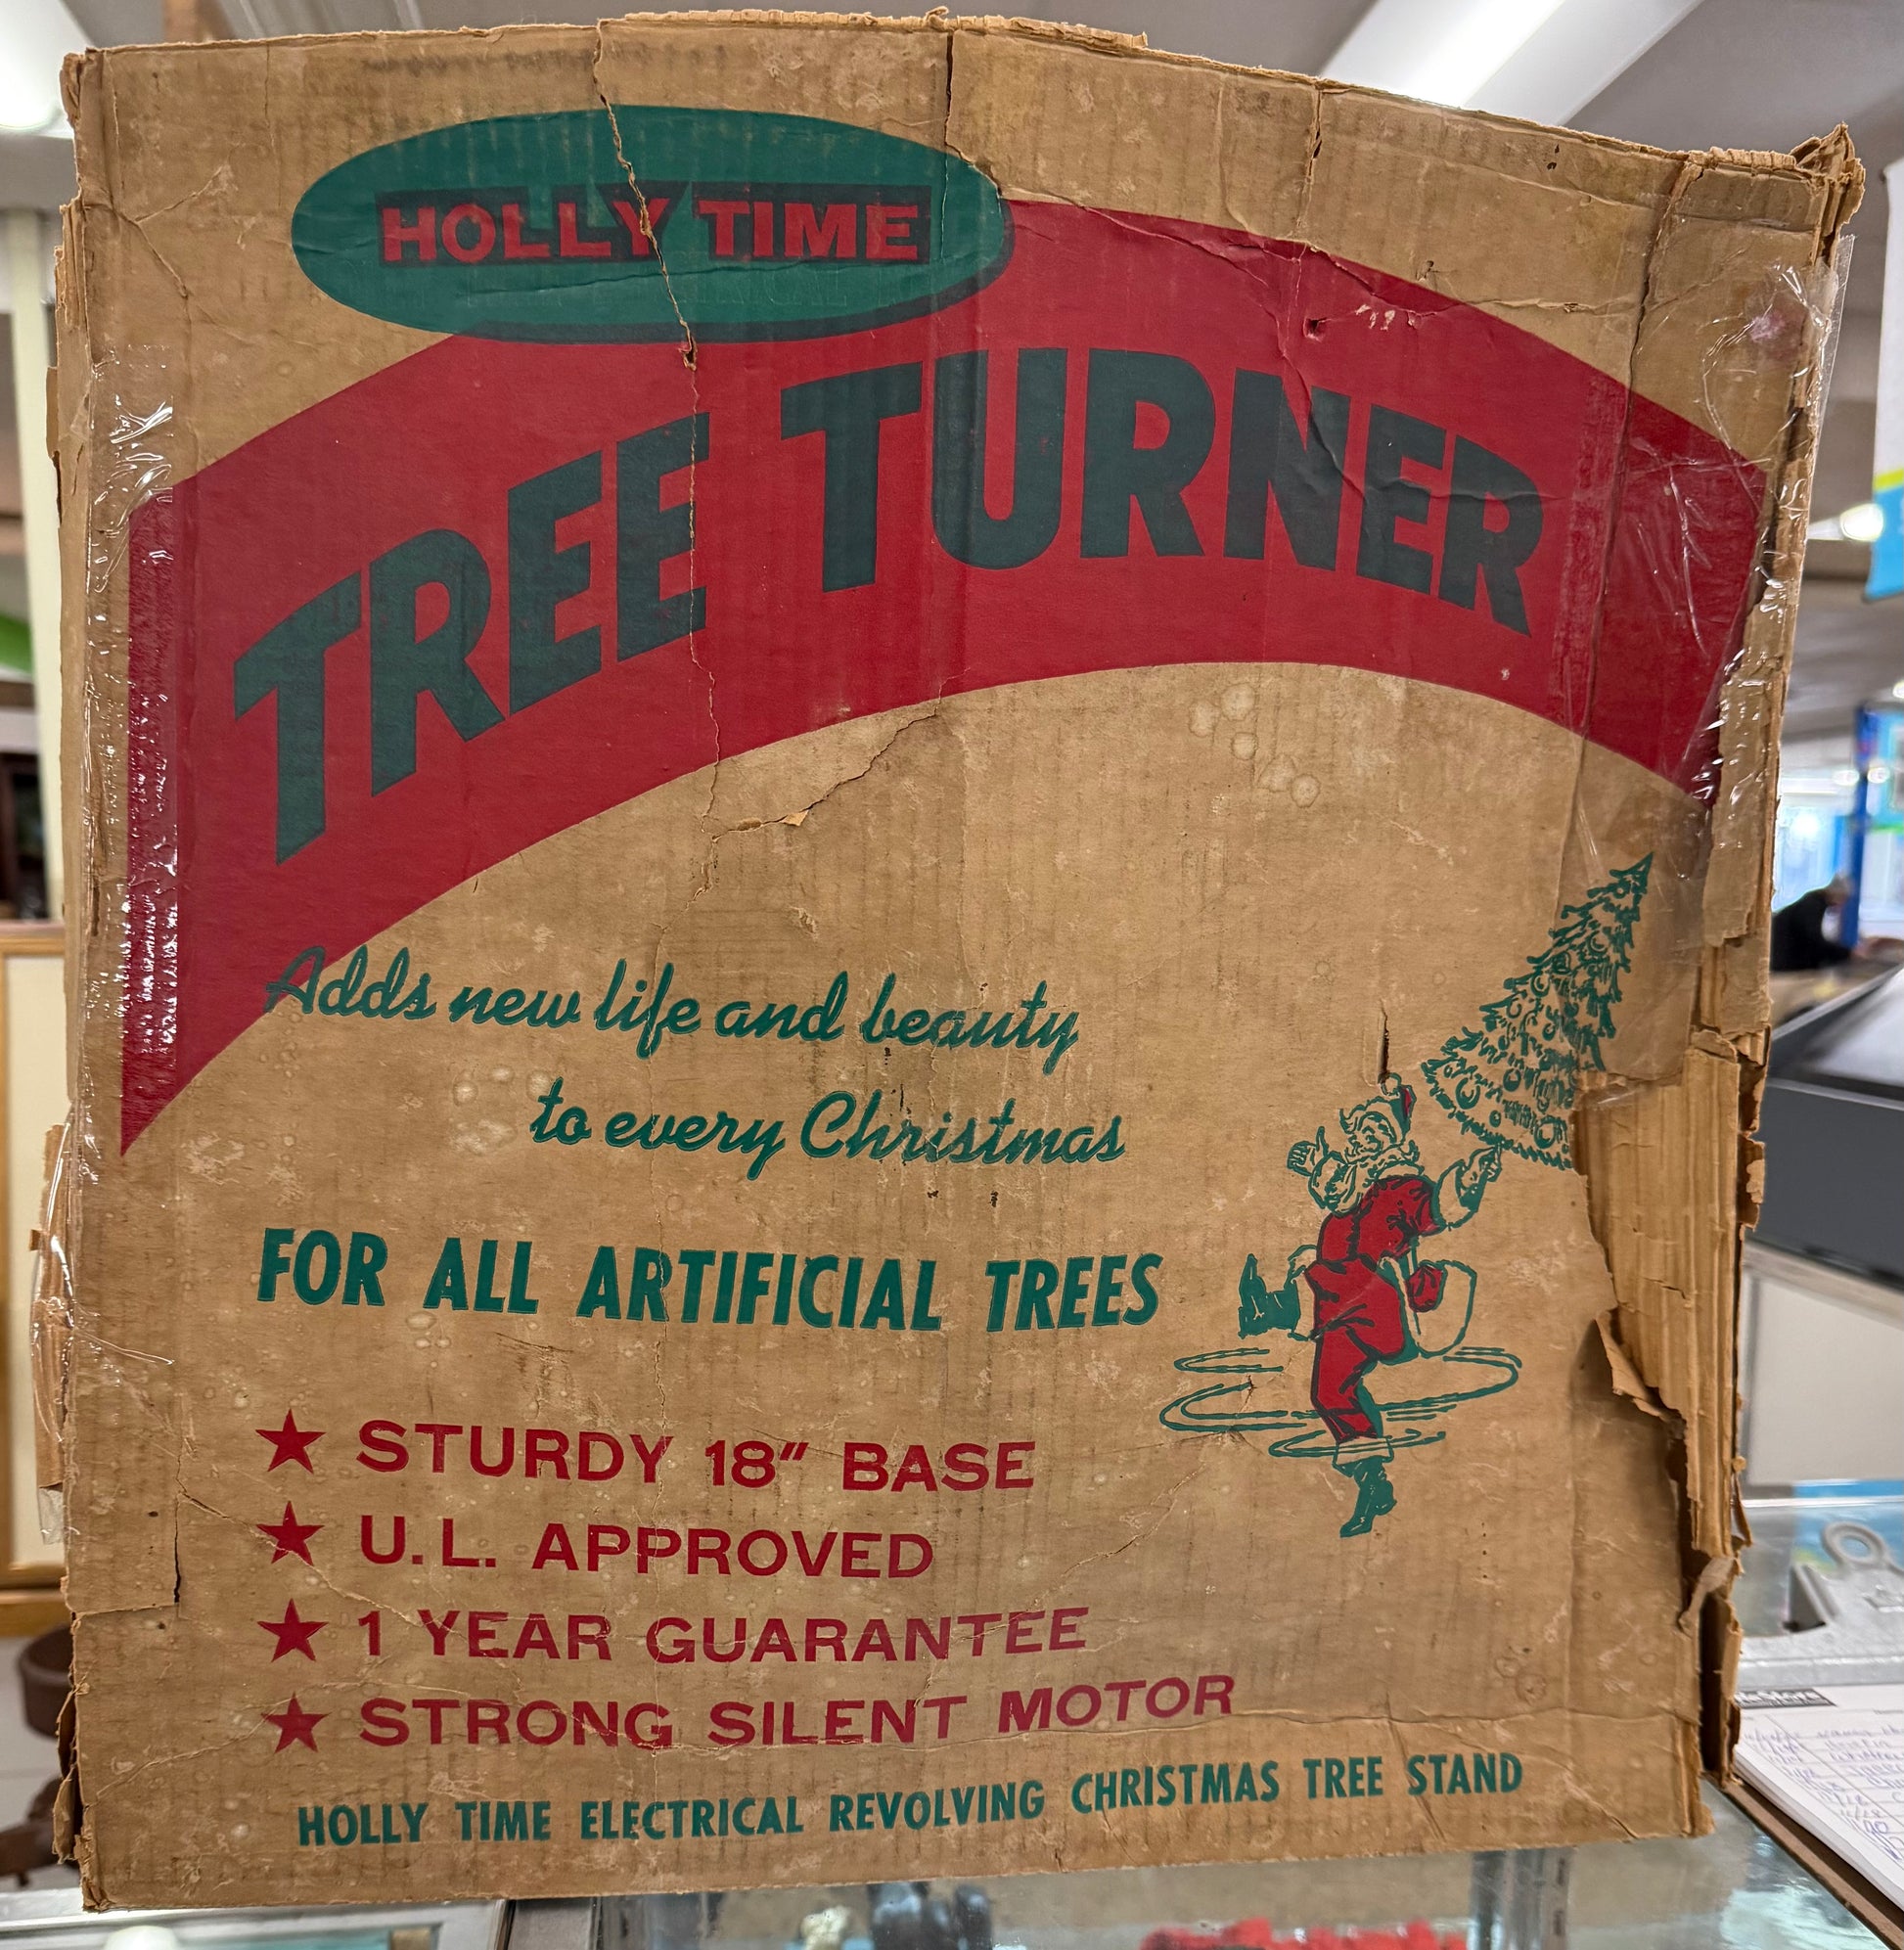 HOLLY TIME
TREE TURNER
Adds new life and beauty
to every Christmas
FOR ALL ARTIFICIAL TREES
★ STURDY 18" BASE
★ U.L. APPROVED
★ 1 YEAR GUARANTEE
★ STRONG SILENT MOTOR
HOLLY TIME ELECTRICAL REVOLVING CHRISTMAS TREE STAND